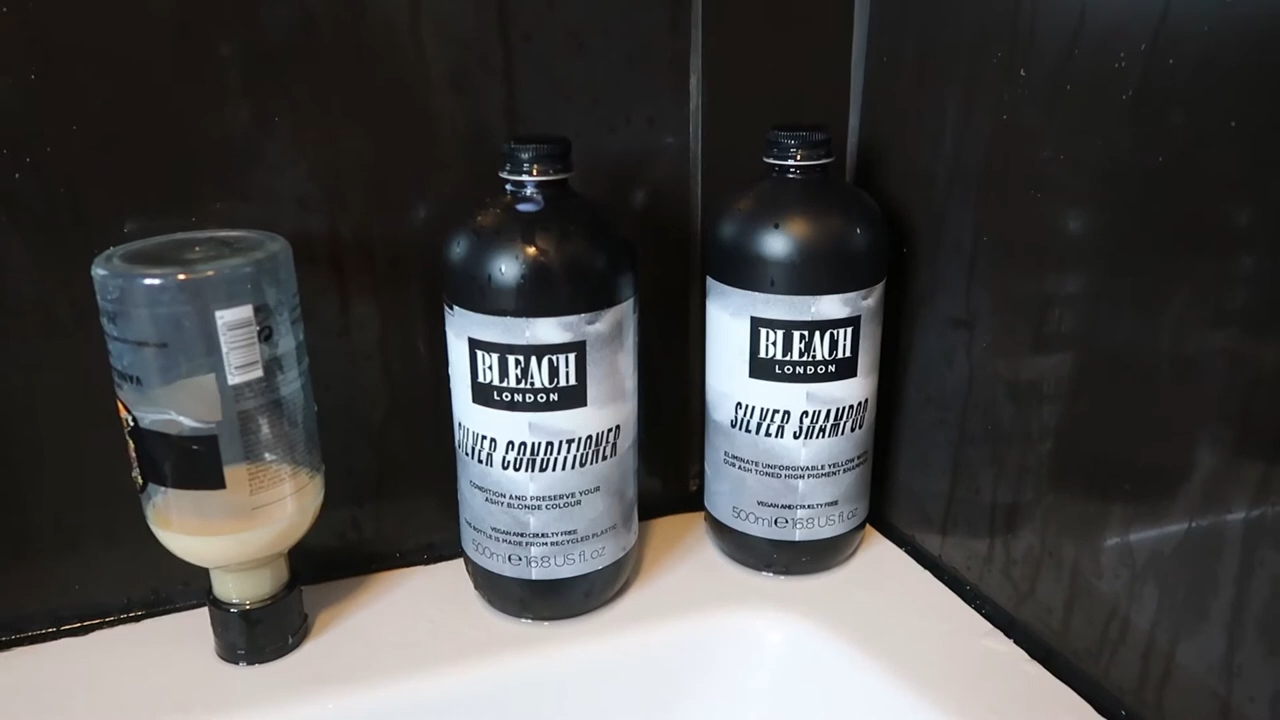 BLEACH
LONDON
SILVER CONDITIONER
CONDITION AND PRESERVE YOUR
ASHY BLONDE COLOUR
VEGAN AND CRUELTY FREE
THIS BOTTLE IS MADE FROM RECYCLED PLASTIC
500ml e 16.8 US fl. oz
BLEACH
LONDON
SILVER SHAMPOO
ELIMINATE UNFORGIVABLE YELLOW WITH
OUR ASH TONED HIGH PIGMENT SHAMPOO
VEGAN AND CRUELTY FREE
500ml e 16.8 US fl. oz